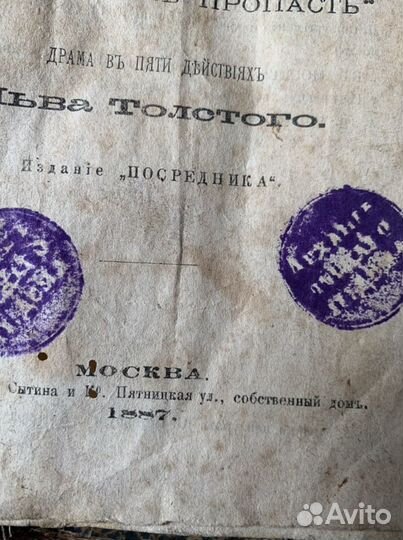 ПРОПАСТЬ“
ДРАМА ВЪ ПЯТИ ДѢЙСТВІЯХЪ
Льва Толстого.
Изданіе „ПОСРЕДНИКА“.
МОСКВА.
Сытина и Ко. Пятницкая ул., собственный домъ.
1887.
Avito